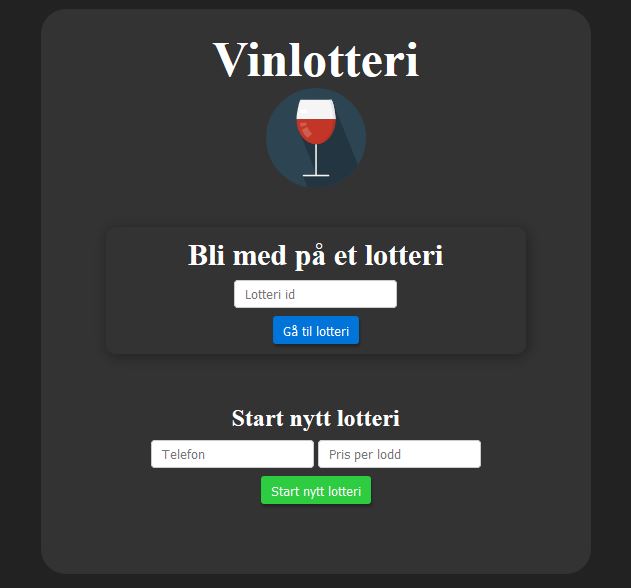 Vinlotteri
Bli med på et lotteri
Lotteri id
Gå til lotteri
Start nytt lotteri
Telefon Pris per lodd
Start nytt lotteri